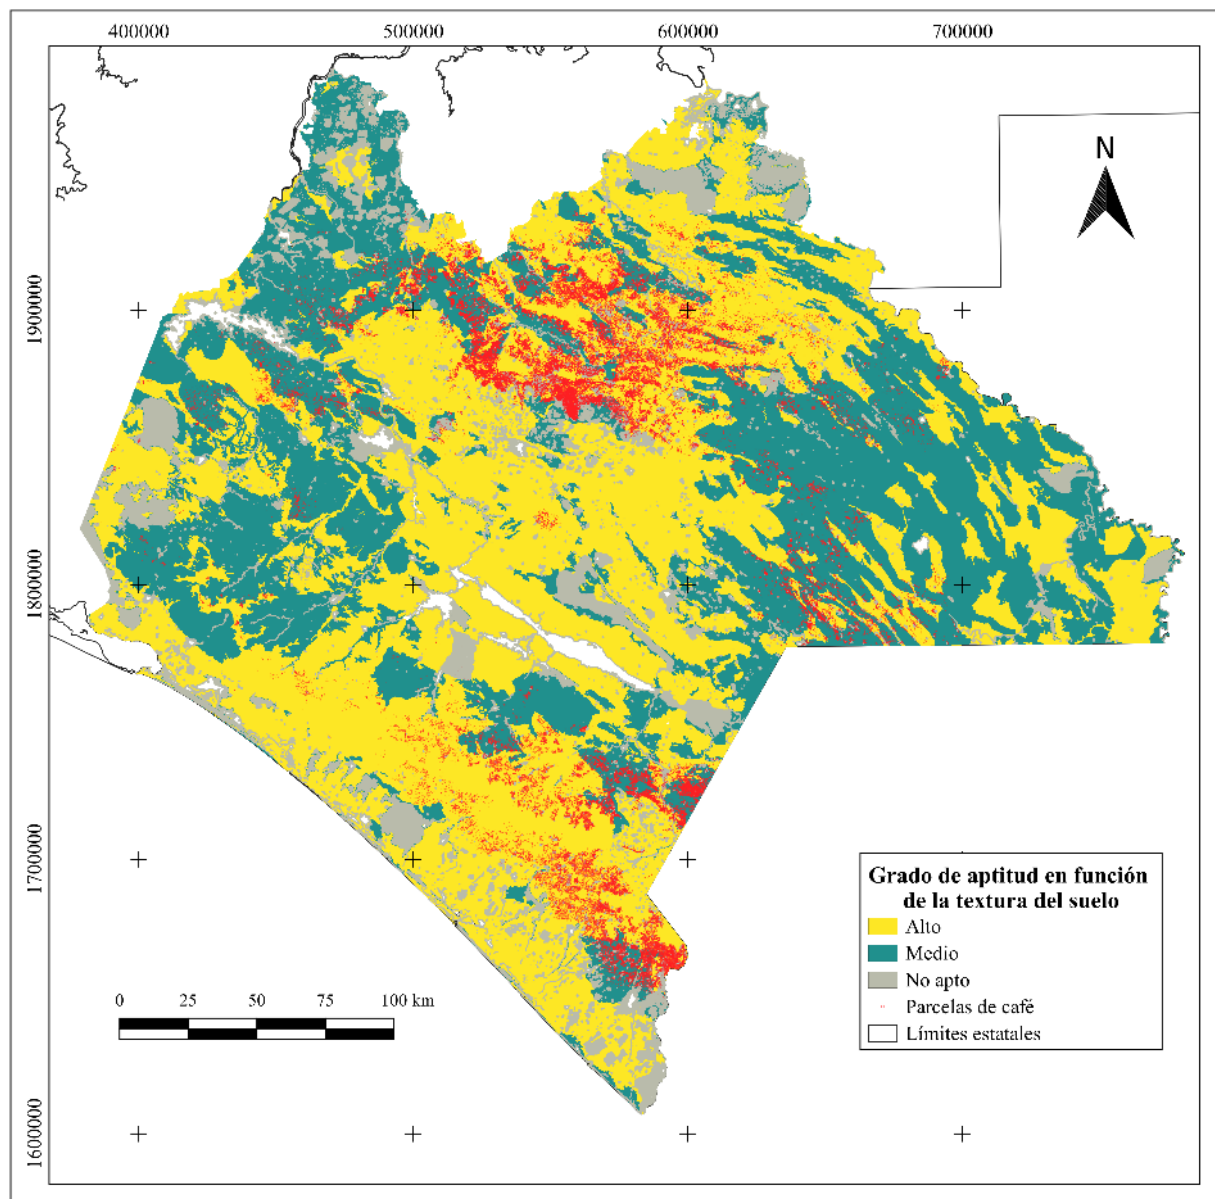 400000 500000 600000 700000
N
1900000
1800000
1700000
1600000
Grado de aptitud en función
de la textura del suelo
Alto
Medio
No apto
Parcelas de café
Límites estatales
0 25 50 75 100 km